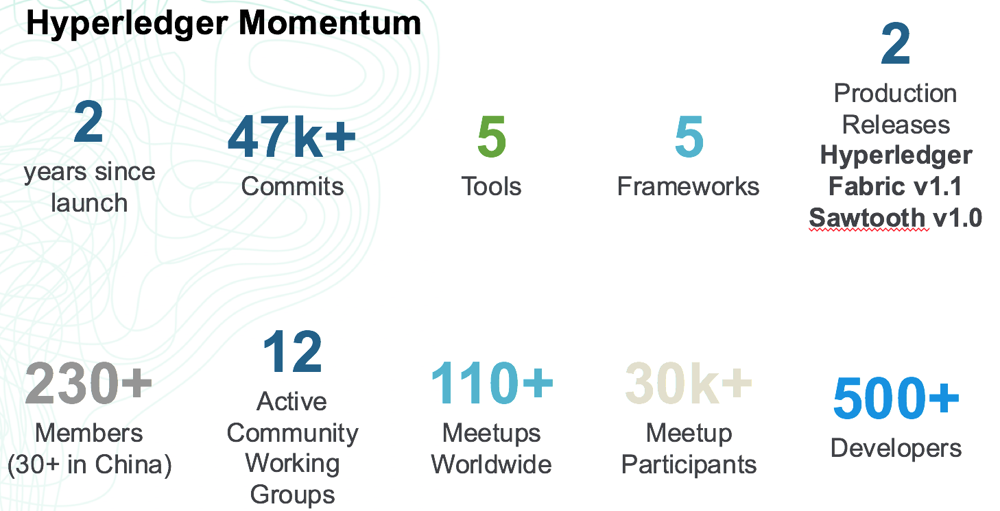 Hyperledger Momentum
2
years since
launch
47k+
Commits
5
Tools
5
Frameworks
2
Production
Releases
Hyperledger
Fabric v1.1
Sawtooth v1.0
230+
Members
(30+ in China)
12
Active
Community
Working
Groups
110+
Meetups
Worldwide
30k+
Meetup
Participants
500+
Developers